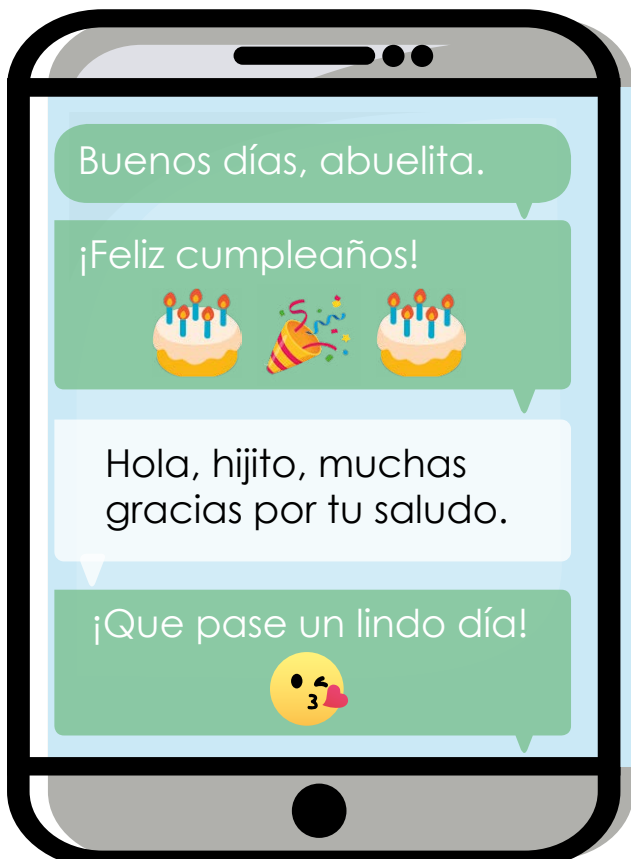 Buenos días, abuelita.
¡Feliz cumpleaños!
Hola, hijito, muchas
gracias por tu saludo.
¡Que pase un lindo día!